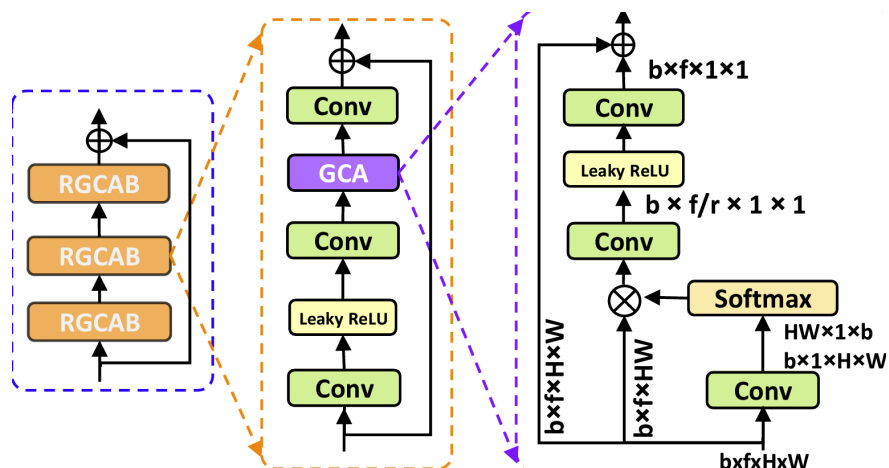 RGCAB
RGCAB
RGCAB
Conv
GCA
Conv
Leaky ReLU
Conv
b×f×1×1
Conv
Leaky ReLU
b × f/r × 1 × 1
Conv
Softmax
HW×1×b
b×1×H×W
Conv
b×f×H×W
b×f×HW
bxfxHxW